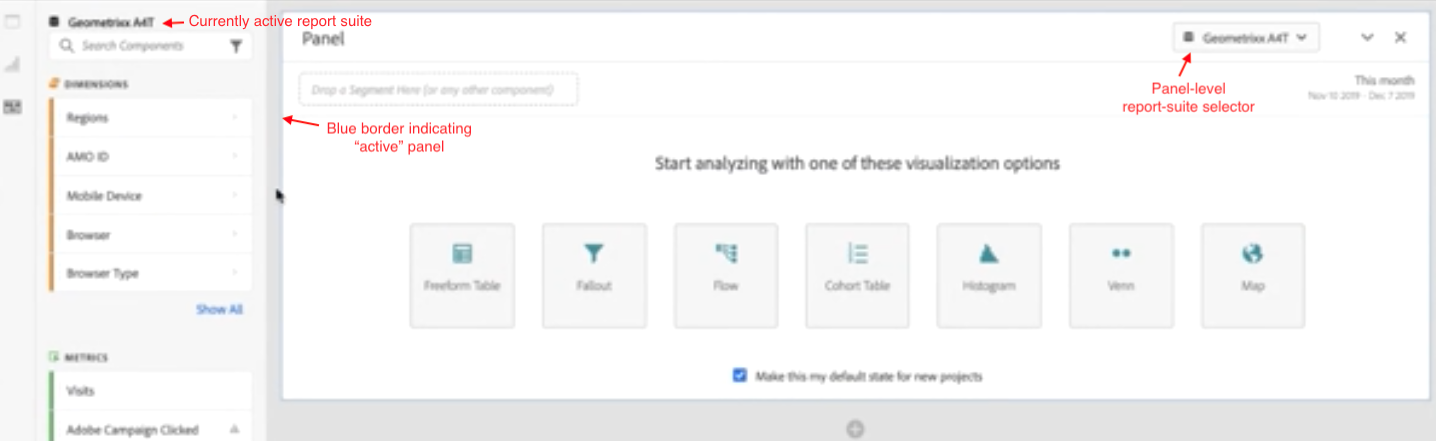 Geometrixx A4T
Currently active report suite
Search Components
DIMENSIONS
Regions
AMO ID
Mobile Device
Browser
Browser Type
Show All
METRICS
Visits
Adobe Campaign Clicked
Panel
Geometrixx A4T
Drop a Segment Here (or any other component)
This month
Nov 10 2019 - Dec 7 2019
Panel-level
report-suite selector
Blue border indicating
“active” panel
Start analyzing with one of these visualization options
Freeform Table
Fallout
Flow
Cohort Table
Histogram
Venn
Map
Make this my default state for new projects